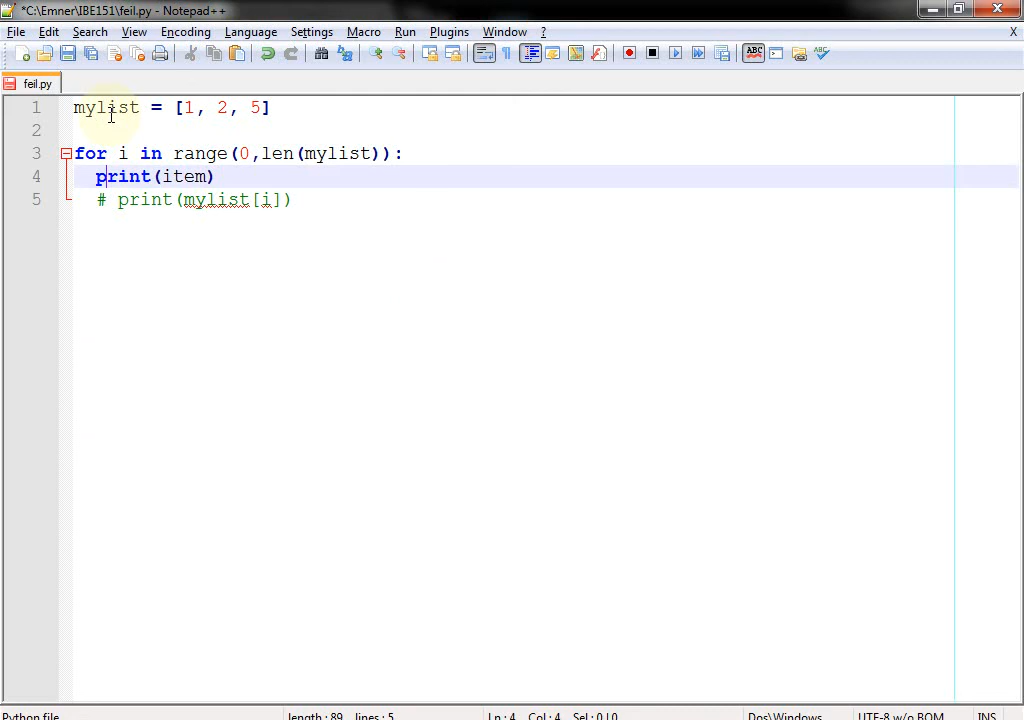 *C:\Emner\IBE151\feil.py - Notepad++
File Edit Search View Encoding Language Settings Macro Run Plugins Window ? X
feil.py
1 mylist = [1, 2, 5]
2
3 for i in range(0,len(mylist)):
4 print(item)
5 # print(mylist[i])
Python file length : 89 lines : 5 Ln : 4 Col : 4 Sel : 0 | 0 Dos\Windows UTF-8 w/o BOM INS